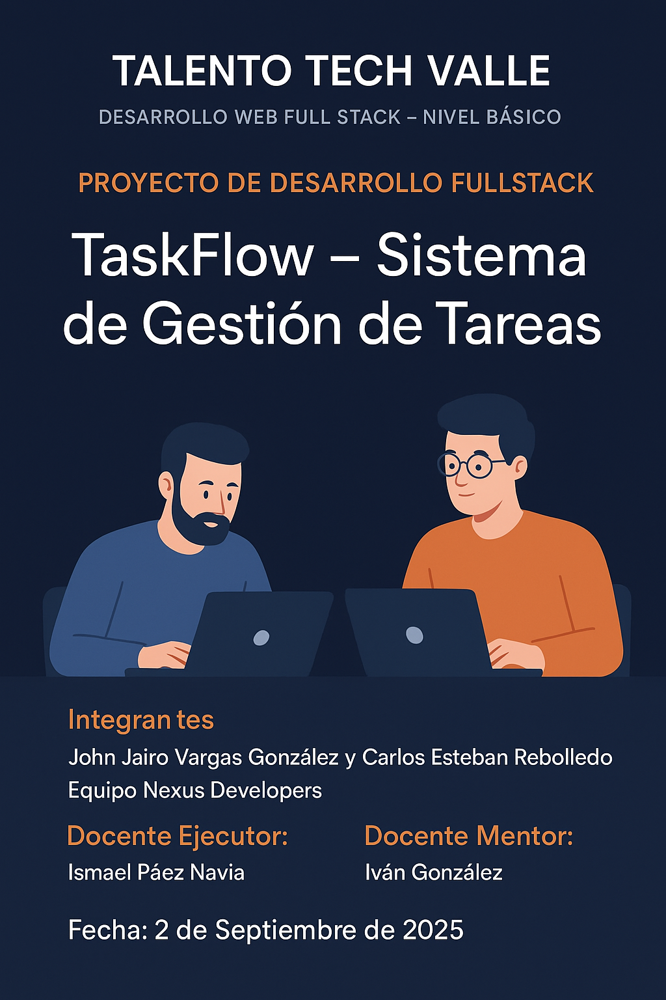 TALENTO TECH VALLE
DESARROLLO WEB FULL STACK – NIVEL BÁSICO
PROYECTO DE DESARROLLO FULLSTACK
TaskFlow – Sistema
de Gestión de Tareas
Integran tes
John Jairo Vargas González y Carlos Esteban Rebolledo
Equipo Nexus Developers
Docente Ejecutor:
Ismael Páez Navia
Docente Mentor:
Iván González
Fecha: 2 de Septiembre de 2025